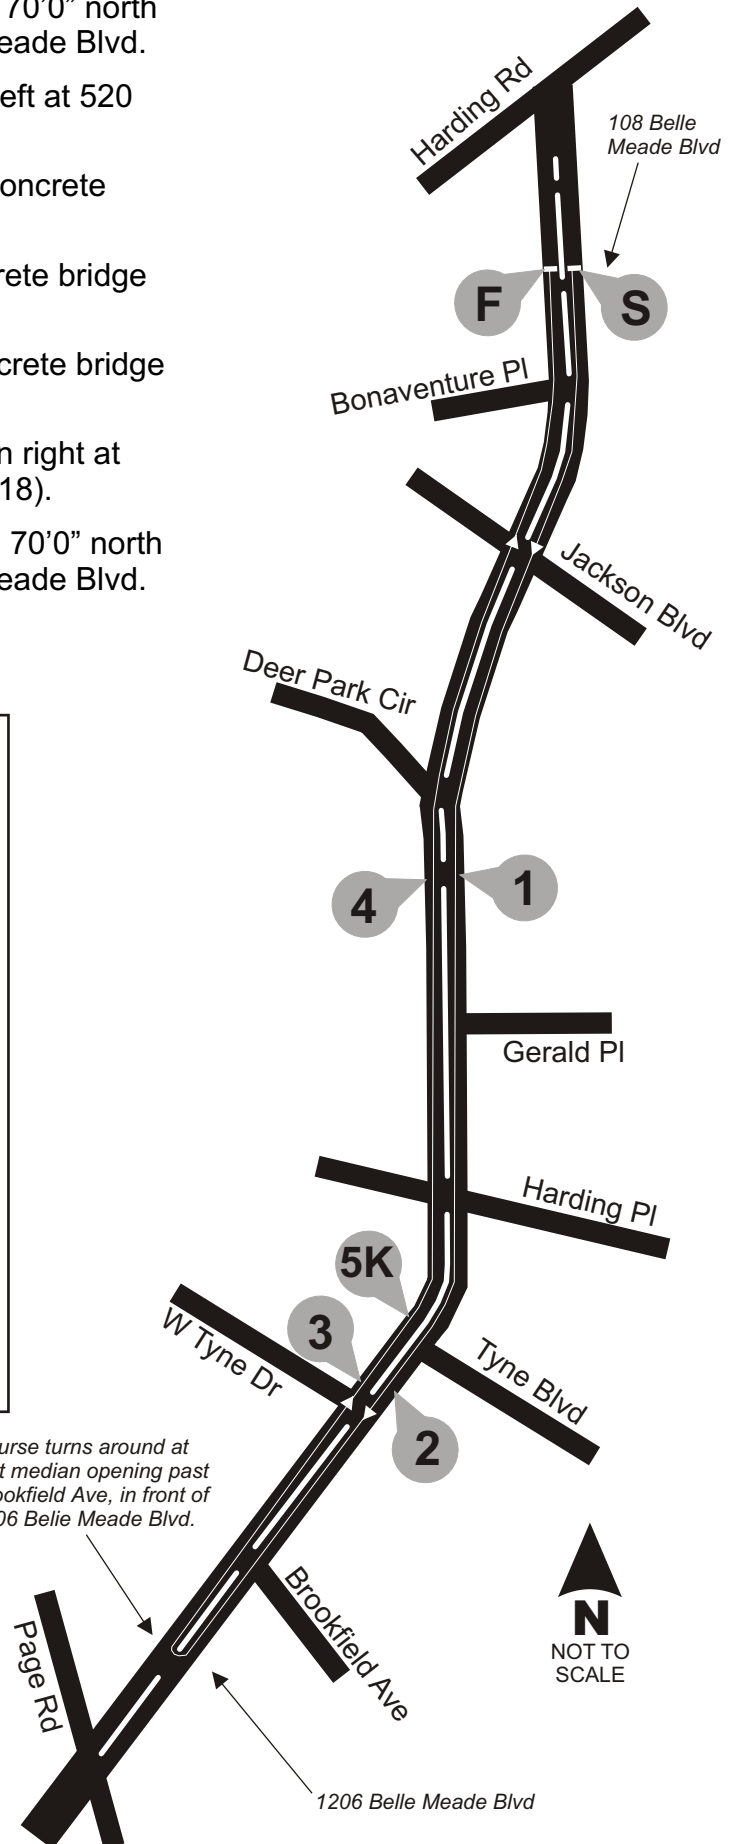 70’0” north
eade Blvd.
eft at 520
oncrete
rete bridge
crete bridge
n right at
18).
70’0” north
eade Blvd.
Harding Rd
108 Belle
Meade Blvd
F
S
Bonaventure Pl
Jackson Blvd
Deer Park Cir
4
1
Gerald Pl
Harding Pl
5K
3
W Tyne Dr
Tyne Blvd
2
urse turns around at
t median opening past
ookfield Ave, in front of
06 Belie Meade Blvd.
Brookfield Ave
Page Rd
N
NOT TO
SCALE
1206 Belle Meade Blvd